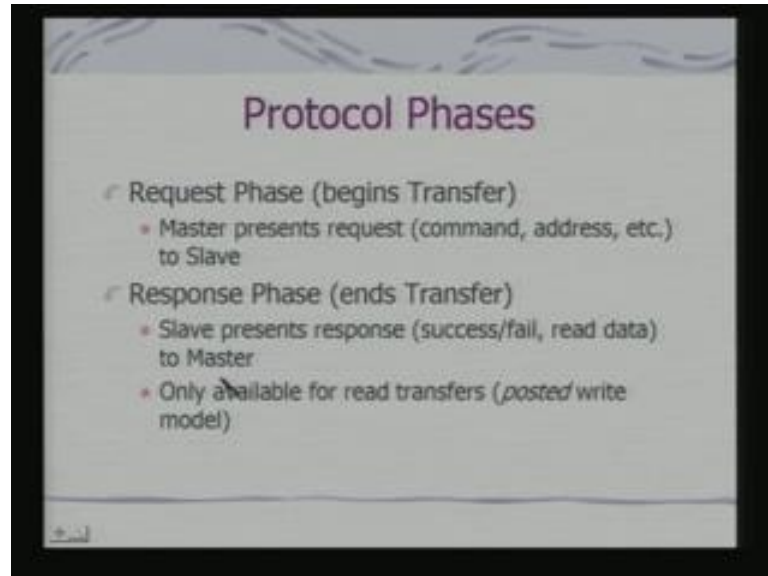 Protocol Phases
Request Phase (begins Transfer)
Master presents request (command, address, etc.)
to Slave
Response Phase (ends Transfer)
Slave presents response (success/fail, read data)
to Master
Only available for read transfers (posted write
model)